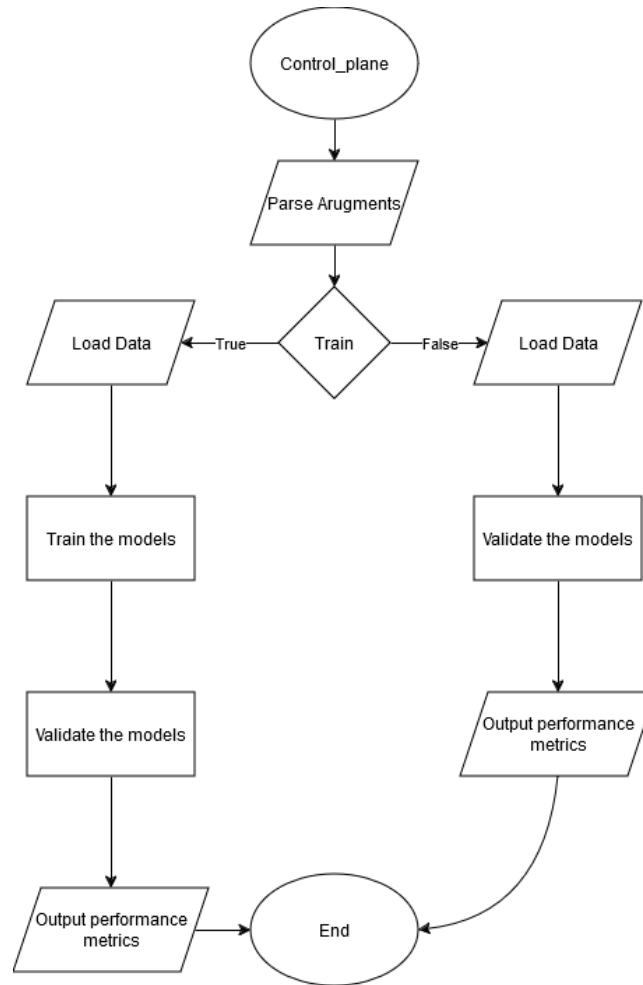 Control_plane
Parse Arugments
Load Data
True
Train
False
Load Data
Train the models
Validate the models
Validate the models
Output performance
metrics
Output performance
metrics
End